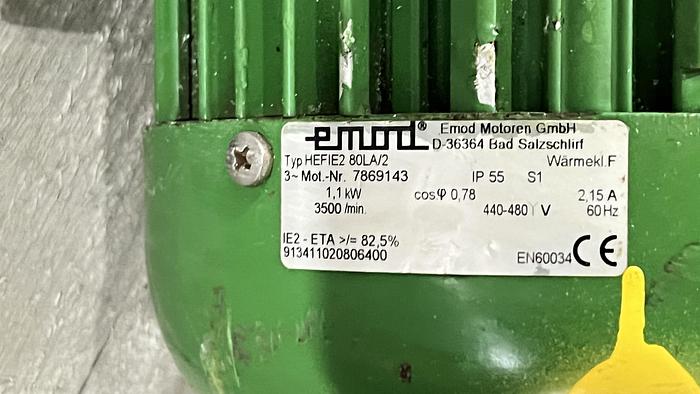 emod® Emod Motoren GmbH
D-36364 Bad Salzschlirf
Typ HEFIE2 80LA/2 Wärmekl.F
3~ Mot.-Nr. 7869143 IP 55 S1
1,1 kW cosφ 0,78 2,15 A
3500 /min. 440-480 Y V 60 Hz
IE2 - ETA >/= 82,5%
913411020806400 EN60034 CE